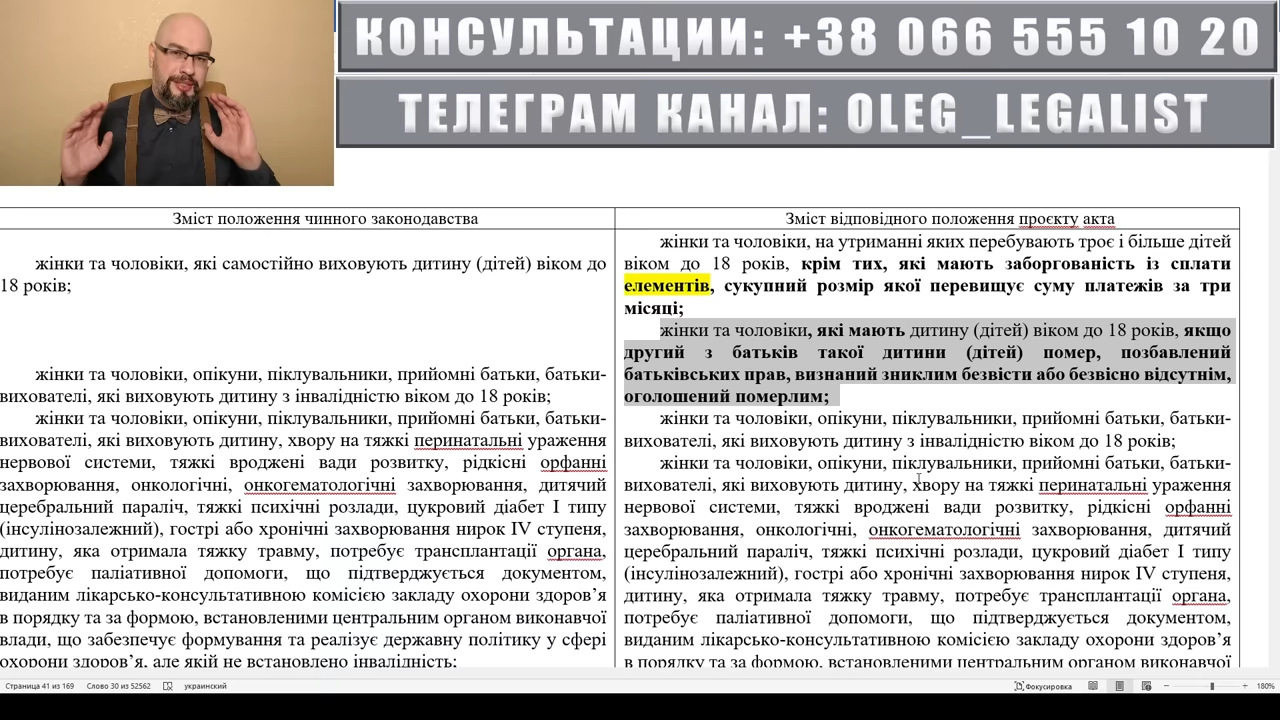 КОНСУЛЬТАЦИИ: +38 066 555 10 20
ТЕЛЕГРАМ КАНАЛ: OLEG_LEGALIST
Зміст положення чинного законодавства
жінки та чоловіки, які самостійно виховують дитину (дітей) віком до
18 років;
жінки та чоловіки, опікуни, піклувальники, прийомні батьки, батьки-
вихователі, які виховують дитину з інвалідністю віком до 18 років;
жінки та чоловіки, опікуни, піклувальники, прийомні батьки, батьки-
вихователі, які виховують дитину, хвору на тяжкі перинатальні ураження
нервової системи, тяжкі вроджені вади розвитку, рідкісні орфанні
захворювання, онкологічні, онкогематологічні захворювання, дитячий
церебральний параліч, тяжкі психічні розлади, цукровий діабет І типу
(інсулінозалежний), гострі або хронічні захворювання нирок IV ступеня,
дитину, яка отримала тяжку травму, потребує трансплантації органа,
потребує паліативної допомоги, що підтверджується документом,
виданим лікарсько-консультативною комісією закладу охорони здоров’я
в порядку та за формою, встановленими центральним органом виконавчої
влади, що забезпечує формування та реалізує державну політику у сфері
охорони здоров’я, але якій не встановлено інвалідність;
Зміст відповідного положення проєкту акта
жінки та чоловіки, на утриманні яких перебувають троє і більше дітей
віком до 18 років, крім тих, які мають заборгованість із сплати
елементів, сукупний розмір якої перевищує суму платежів за три
місяці;
жінки та чоловіки, які мають дитину (дітей) віком до 18 років, якщо
другий з батьків такої дитини (дітей) помер, позбавлений
батьківських прав, визнаний зниклим безвісти або безвісно відсутнім,
оголошений померлим;
жінки та чоловіки, опікуни, піклувальники, прийомні батьки, батьки-
вихователі, які виховують дитину з інвалідністю віком до 18 років;
жінки та чоловіки, опікуни, піклувальники, прийомні батьки, батьки-
вихователі, які виховують дитину, хвору на тяжкі перинатальні ураження
нервової системи, тяжкі вроджені вади розвитку, рідкісні орфанні
захворювання, онкологічні, онкогематологічні захворювання, дитячий
церебральний параліч, тяжкі психічні розлади, цукровий діабет І типу
(інсулінозалежний), гострі або хронічні захворювання нирок IV ступеня,
дитину, яка отримала тяжку травму, потребує трансплантації органа,
потребує паліативної допомоги, що підтверджується документом,
виданим лікарсько-консультативною комісією закладу охорони здоров’я
в порядку та за формою, встановленими центральним органом виконавчої
Страница 41 из 169 Слово 30 из 52562 украинский Фокусировка 180%